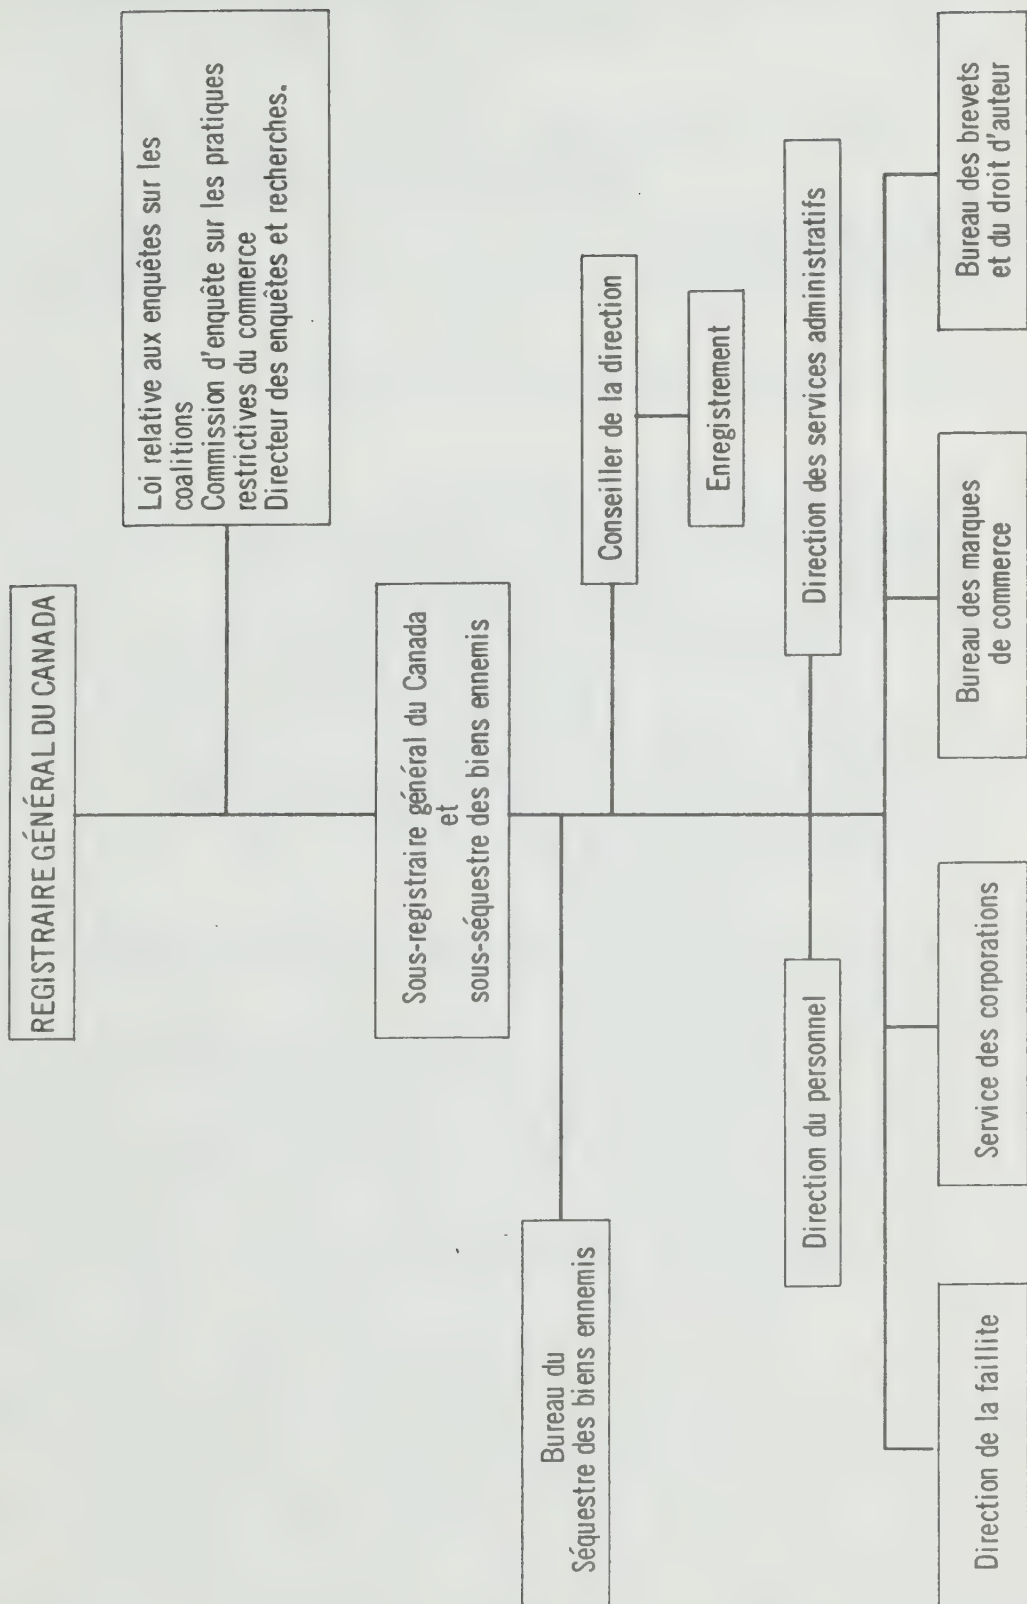 REGISTRAIRE GÉNÉRAL DU CANADA
Loi relative aux enquêtes sur les
coalitions
Commission d'enquête sur les pratiques
restrictives du commerce
Directeur des enquêtes et recherches.
Sous-registraire général du Canada
et
sous-séquestre des biens ennemis
Bureau du
Séquestre des biens ennemis
Conseiller de la direction
Enregistrement
Direction du personnel
Direction des services administratifs
Direction de la faillite
Service des corporations
Bureau des marques
de commerce
Bureau des brevets
et du droit d'auteur